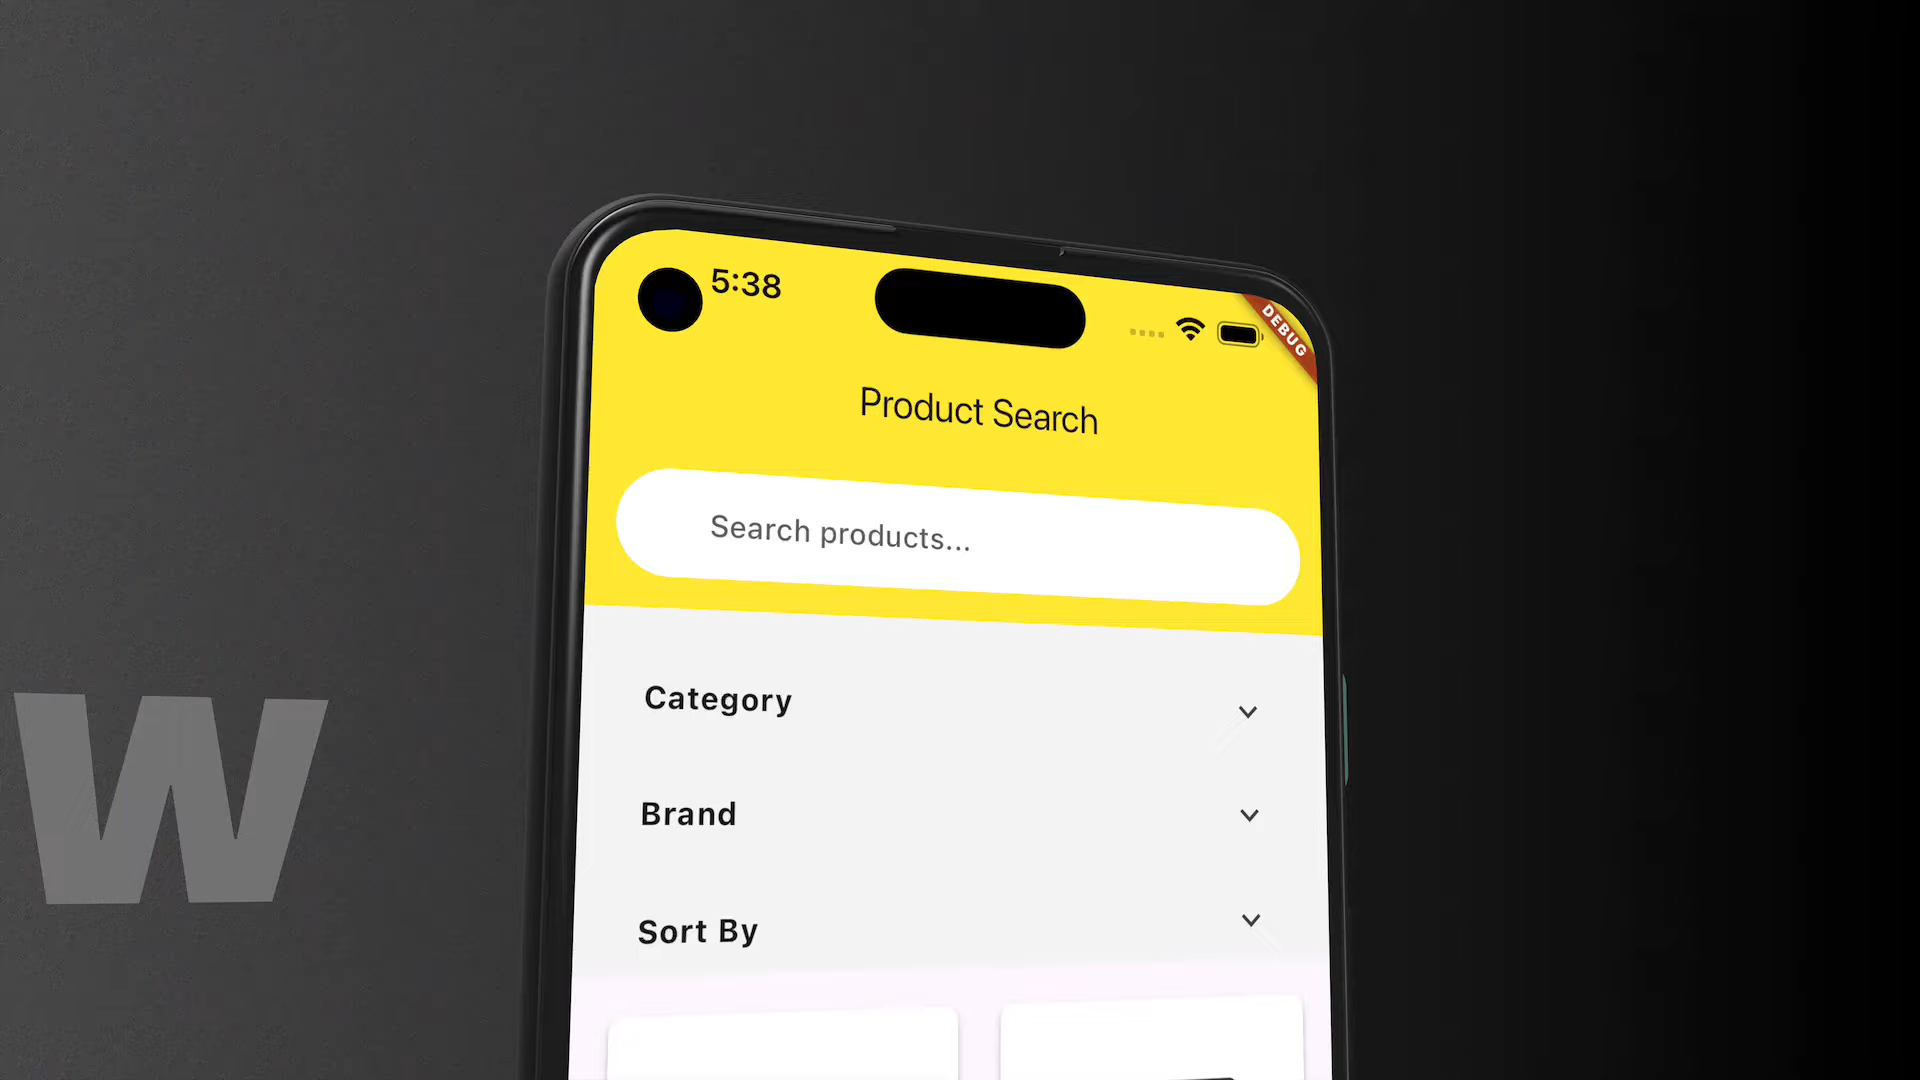 5:38
DEBUG
Product Search
Search products...
Category
Brand
Sort By
W